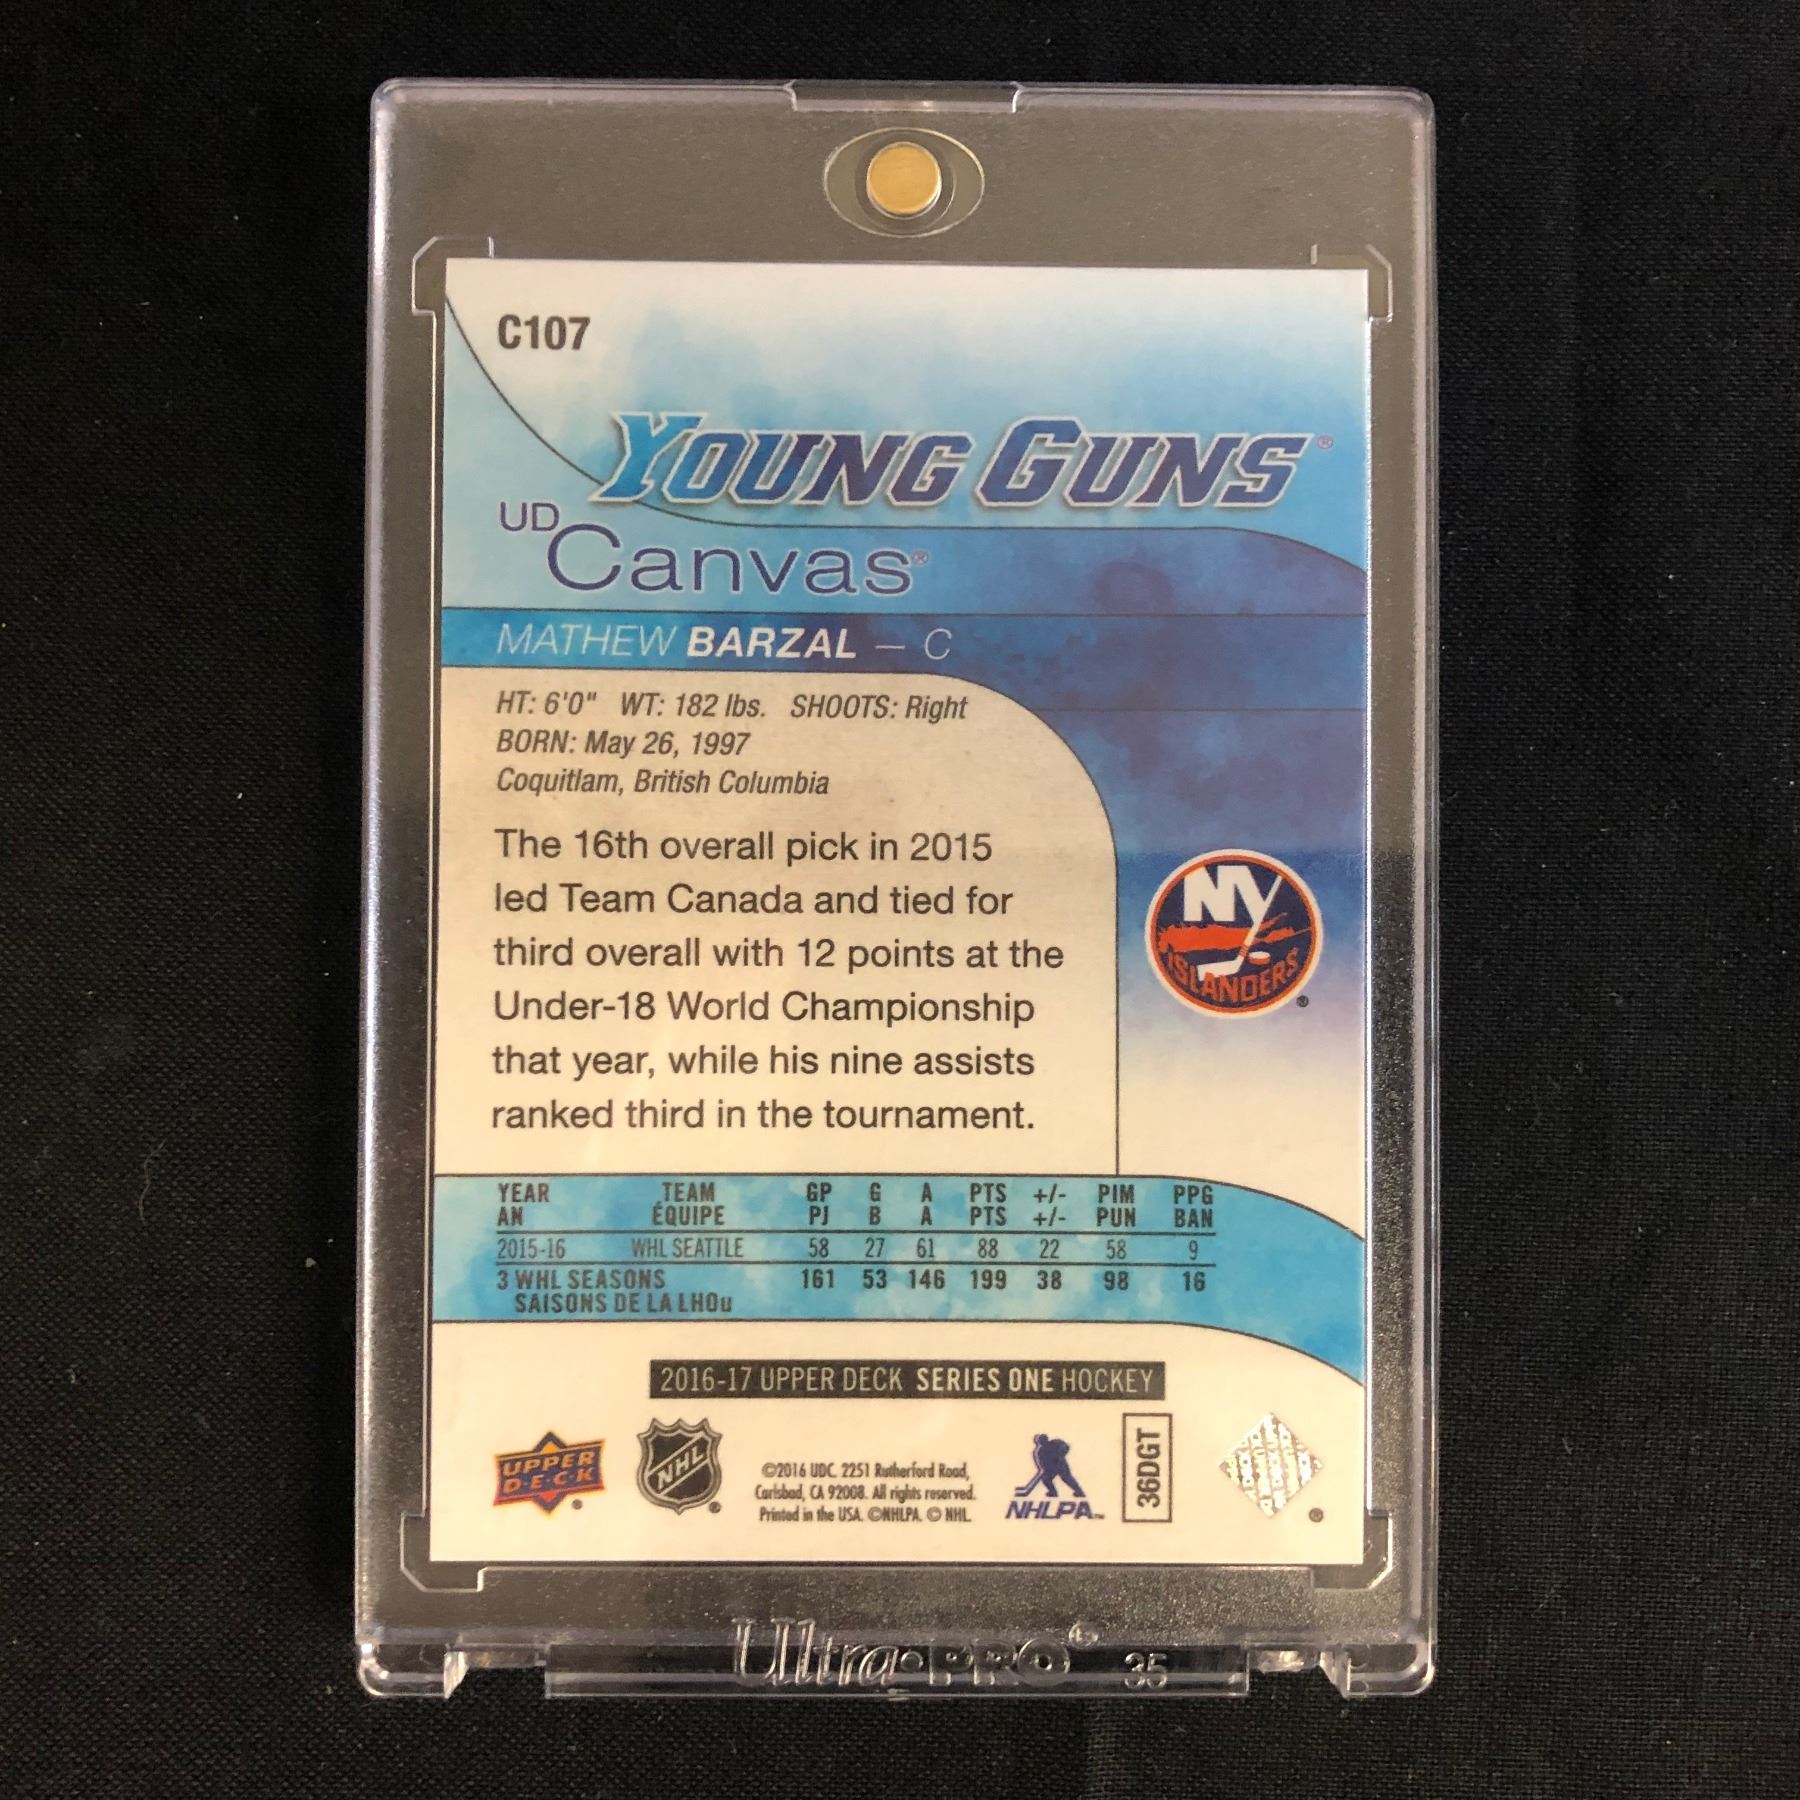 C107
YOUNG GUNS®
UD Canvas®
MATHEW BARZAL – C
HT: 6'0" WT: 182 lbs. SHOOTS: Right
BORN: May 26, 1997
Coquitlam, British Columbia
The 16th overall pick in 2015
led Team Canada and tied for
third overall with 12 points at the
Under-18 World Championship
that year, while his nine assists
ranked third in the tournament.
NY
ISLANDERS
®
YEAR TEAM GP G A PTS +/- PIM PPG
AN ÉQUIPE PJ B A PTS +/- PUN BAN
2015-16 WHL SEATTLE 58 27 61 88 22 58 9
3 WHL SEASONS 161 53 146 199 38 98 16
SAISONS DE LA LHOu
2016-17 UPPER DECK SERIES ONE HOCKEY
UPPER
D·E·C·K
®
NHL
®
©2016 UDC. 2251 Rutherford Road,
Carlsbad, CA 92008. All rights reserved.
Printed in the USA. ©NHLPA. © NHL.
NHLPA™
36DGT
®
Ultra·PRO® 35